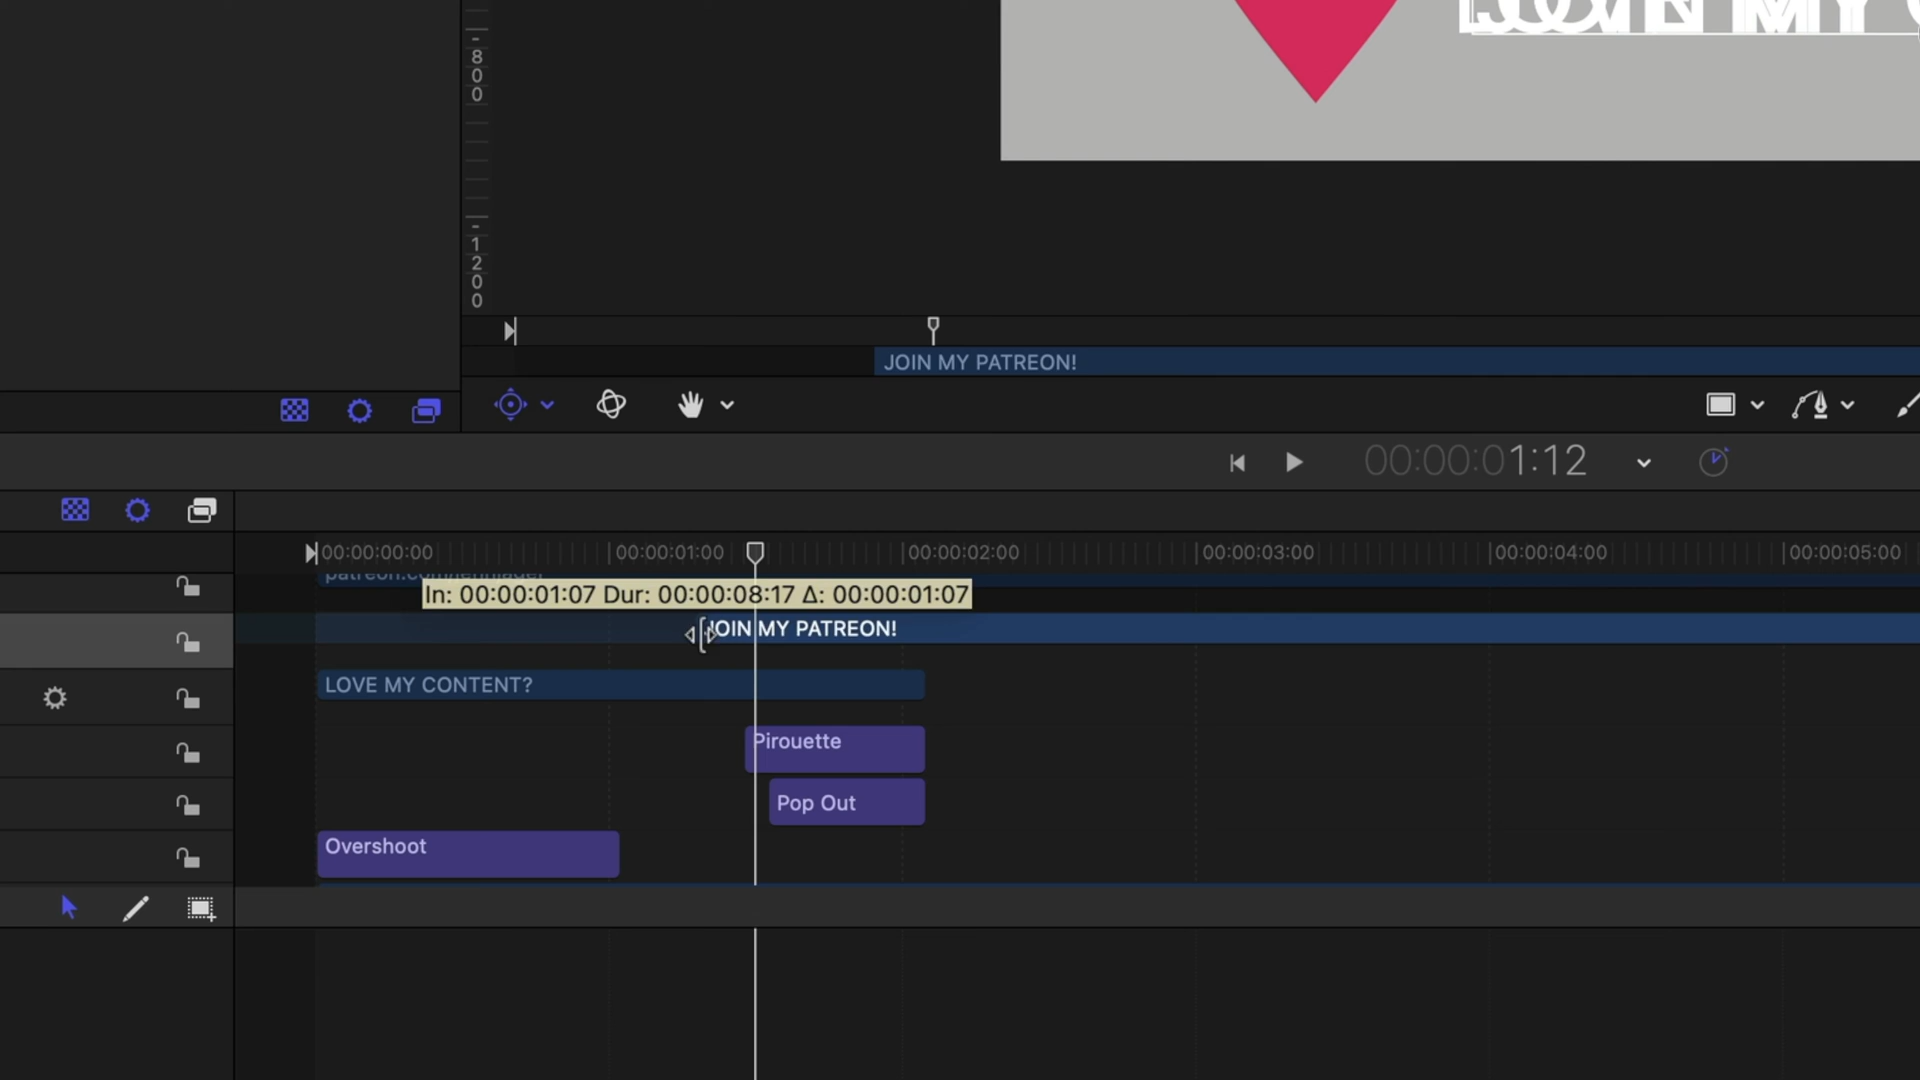 -800
-1200
JOIN MY PATREON!
00:00:01:12
00:00:00:00
00:00:01:00
00:00:02:00
00:00:03:00
00:00:04:00
00:00:05:00
In: 00:00:01:07 Dur: 00:00:08:17 Δ: 00:00:01:07
JOIN MY PATREON!
LOVE MY CONTENT?
Pirouette
Pop Out
Overshoot